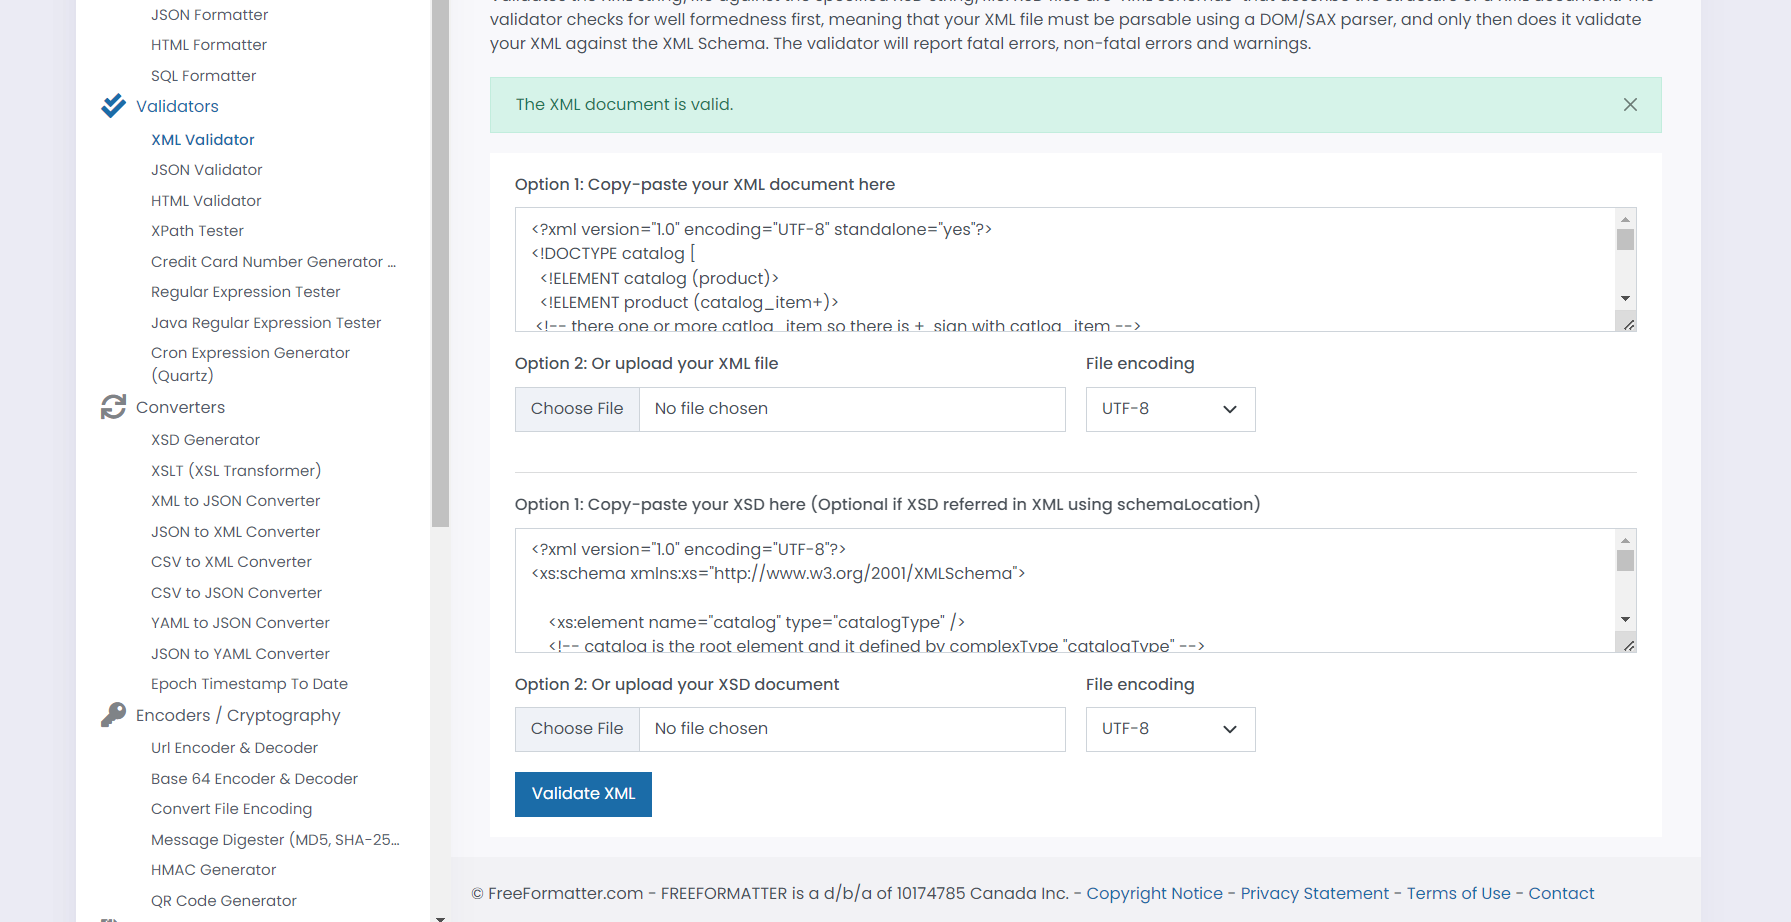 JSON Formatter
HTML Formatter
SQL Formatter
Validators
XML Validator
JSON Validator
HTML Validator
XPath Tester
Credit Card Number Generator ...
Regular Expression Tester
Java Regular Expression Tester
Cron Expression Generator
(Quartz)
Converters
XSD Generator
XSLT (XSL Transformer)
XML to JSON Converter
JSON to XML Converter
CSV to XML Converter
CSV to JSON Converter
YAML to JSON Converter
JSON to YAML Converter
Epoch Timestamp To Date
Encoders / Cryptography
Url Encoder & Decoder
Base 64 Encoder & Decoder
Convert File Encoding
Message Digester (MD5, SHA-25...
HMAC Generator
QR Code Generator
validator checks for well formedness first, meaning that your XML file must be parsable using a DOM/SAX parser, and only then does it validate
your XML against the XML Schema. The validator will report fatal errors, non-fatal errors and warnings.
The XML document is valid.
Option 1: Copy-paste your XML document here
<?xml version="1.0" encoding="UTF-8" standalone="yes"?>
<!DOCTYPE catalog [
<!ELEMENT catalog (product)>
<!ELEMENT product (catalog_item+)>
<!-- there one or more catlog_item so there is + sign with catlog_item -->
Option 2: Or upload your XML file
File encoding
Choose File No file chosen
UTF-8
Option 1: Copy-paste your XSD here (Optional if XSD referred in XML using schemaLocation)
<?xml version="1.0" encoding="UTF-8"?>
<xs:schema xmlns:xs="http://www.w3.org/2001/XMLSchema">
<xs:element name="catalog" type="catalogType" />
<!-- catalog is the root element and it defined by complexType "catalogType" -->
Option 2: Or upload your XSD document
File encoding
Choose File No file chosen
UTF-8
Validate XML
© FreeFormatter.com - FREEFORMATTER is a d/b/a of 10174785 Canada Inc. - Copyright Notice - Privacy Statement - Terms of Use - Contact